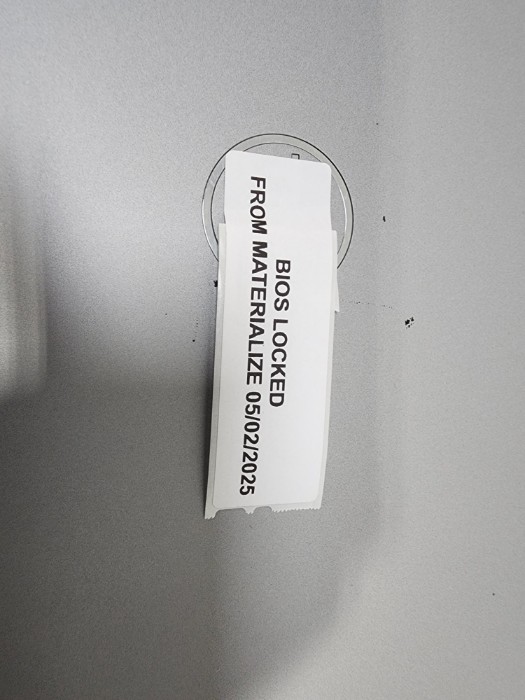 BIOS LOCKED
FROM MATERIALIZE 05/02/2025